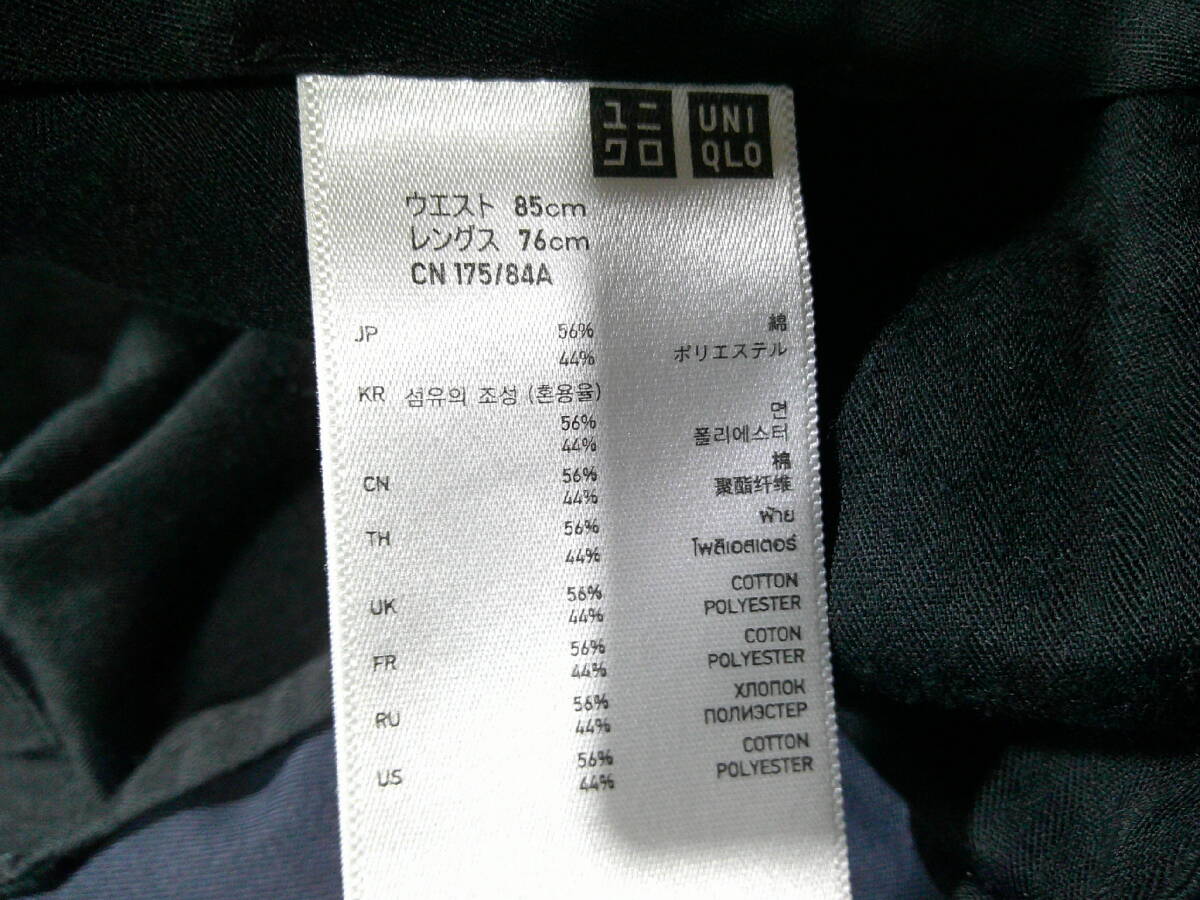 ユニ UNI
クロ QLO
ウエスト 85cm
レングス 76cm
CN 175/84A
JP 56% 綿
44% ポリエステル
KR 섬유의 조성 (혼용율)
56% 면
44% 폴리에스터
CN 56% 棉
44% 聚酯纤维
TH 56% ฝ้าย
44% โพลีเอสเตอร์
UK 56% COTTON
44% POLYESTER
FR 56% COTON
44% POLYESTER
RU 56% ХЛОПОК
44% ПОЛИЭСТЕР
US 56% COTTON
44% POLYESTER